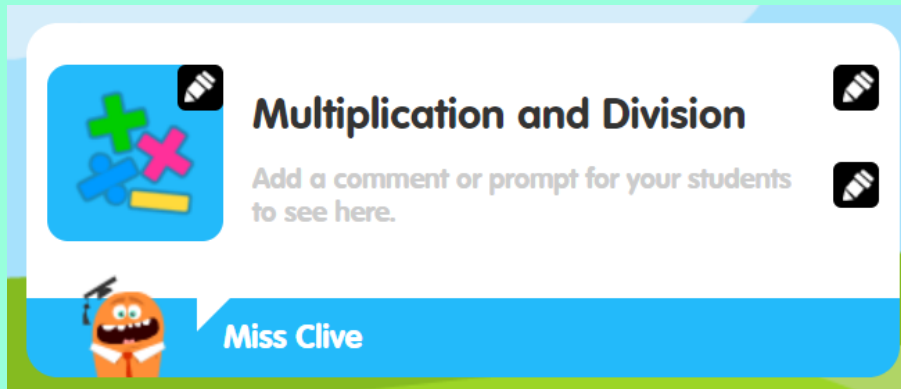 Multiplication and Division
Add a comment or prompt for your students
to see here.
Miss Clive